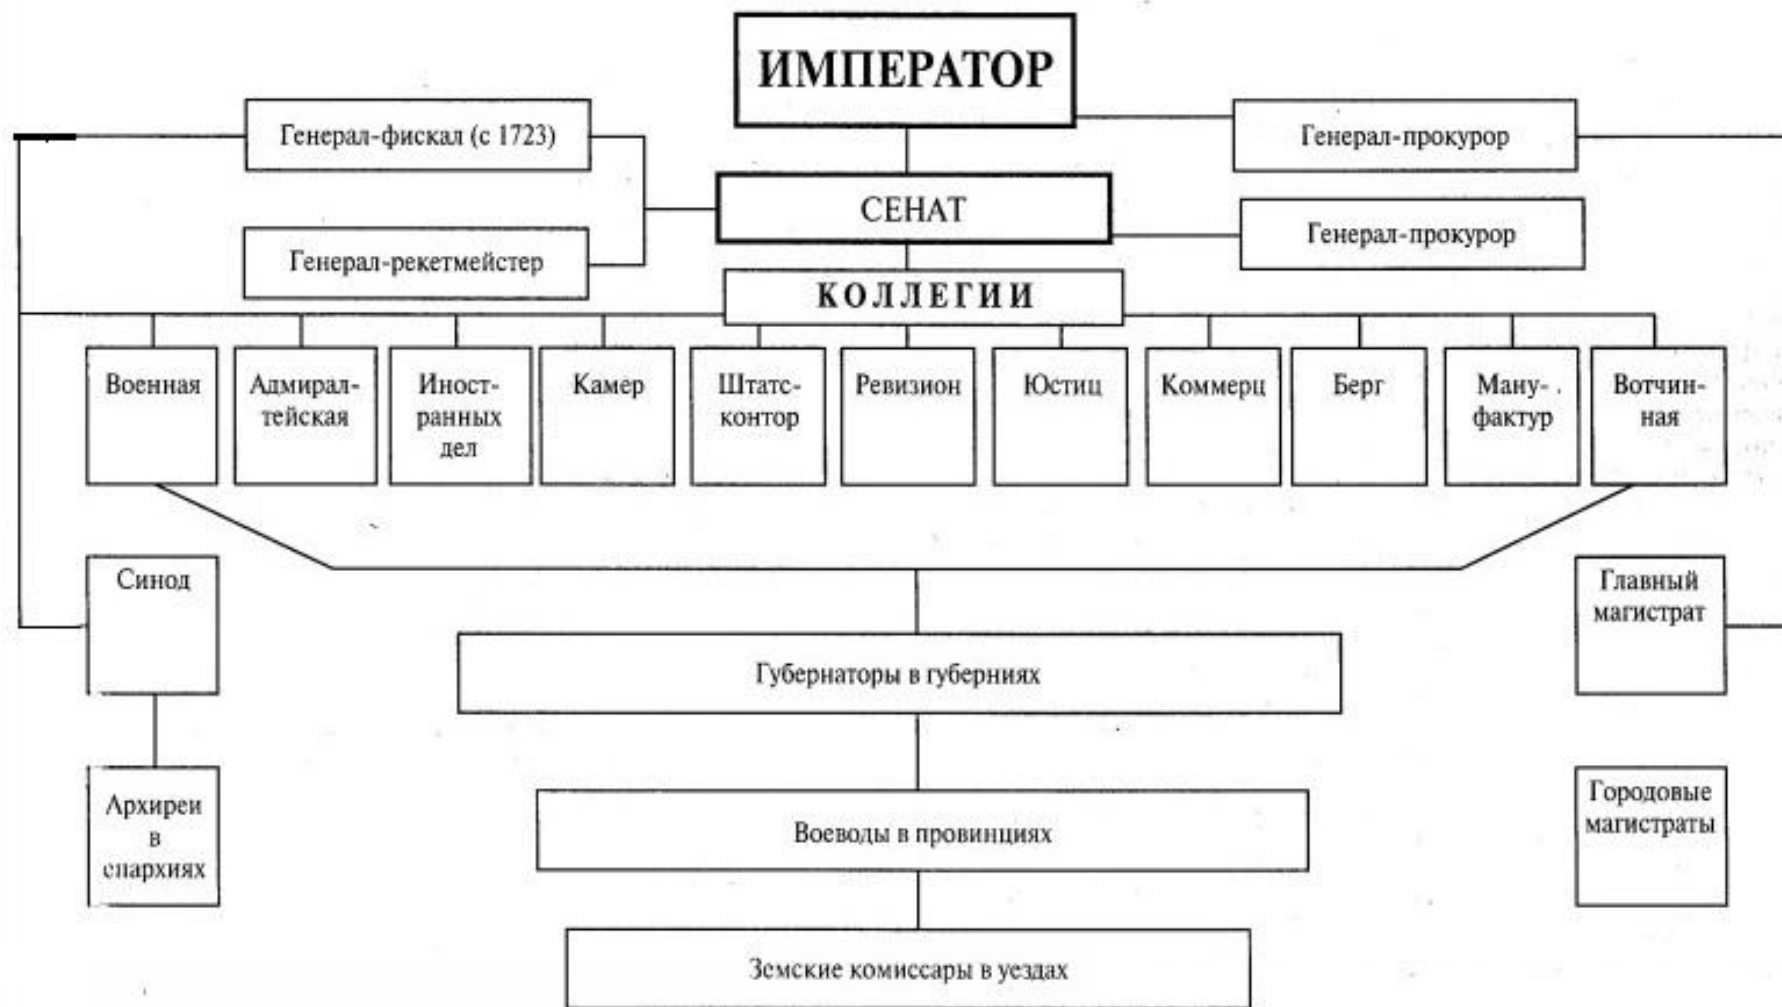 ИМПЕРАТОР
Генерал-фискал (с 1723)
Генерал-прокурор
СЕНАТ
Генерал-прокурор
Генерал-рекетмейстер
КОЛЛЕГИИ
Военная
Адмирал-
тейская
Иност-
ранных
дел
Камер
Штатс-
контор
Ревизион
Юстиц
Коммерц
Берг
Ману-
фактур
Вотчин-
ная
Синод
Главный
магистрат
Губернаторы в губерниях
Архиреи
в
епархиях
Воеводы в провинциях
Городовые
магистраты
Земские комиссары в уездах